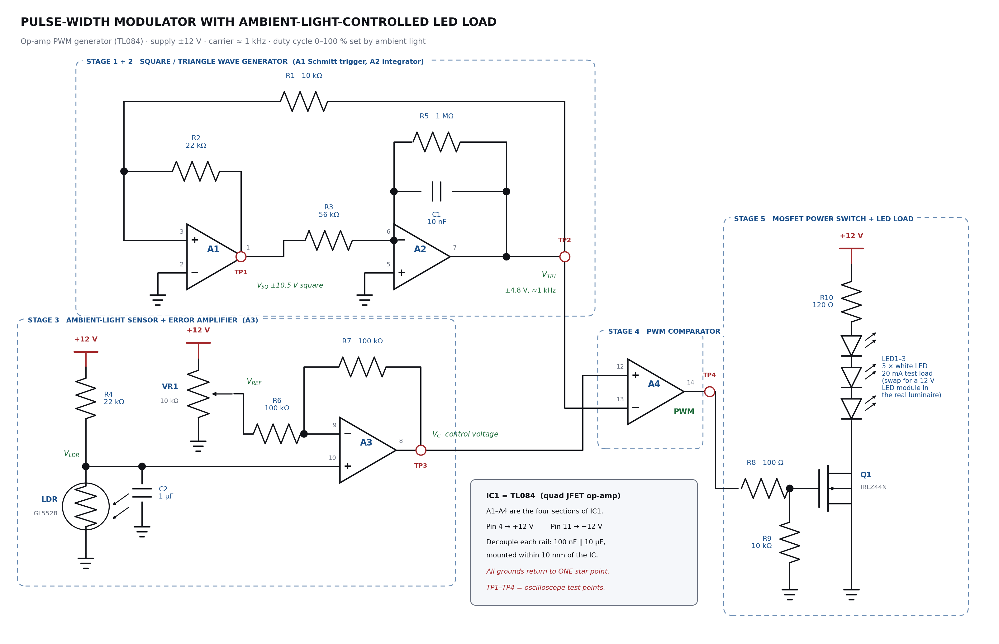 PULSE-WIDTH MODULATOR WITH AMBIENT-LIGHT-CONTROLLED LED LOAD
Op-amp PWM generator (TL084) · supply ±12 V · carrier ≈ 1 kHz · duty cycle 0–100 % set by ambient light
STAGE 1 + 2   SQUARE / TRIANGLE WAVE GENERATOR  (A1 Schmitt trigger, A2 integrator)
R1   10 kΩ
R5   1 MΩ
R2
22 kΩ
R3
56 kΩ
C1
10 nF
3
+
A1
1
2
−
TP1
V_SQ ±10.5 V square
6
−
A2
7
5
+
TP2
V_TRI
±4.8 V, ≈1 kHz
STAGE 3   AMBIENT-LIGHT SENSOR + ERROR AMPLIFIER  (A3)
+12 V
+12 V
R7   100 kΩ
R4
22 kΩ
VR1
10 kΩ
V_REF
R6
100 kΩ
9
−
A3
8
10
+
V_C  control voltage
TP3
V_LDR
LDR
GL5528
C2
1 µF
STAGE 4   PWM COMPARATOR
12
+
A4
14
13
−
TP4
PWM
STAGE 5   MOSFET POWER SWITCH + LED LOAD
+12 V
R10
120 Ω
LED1–3
3 × white LED
20 mA test load
(swap for a 12 V
LED module in
the real luminaire)
R8   100 Ω
Q1
IRLZ44N
R9
10 kΩ
IC1 = TL084  (quad JFET op-amp)
A1–A4 are the four sections of IC1.
Pin 4 → +12 V        Pin 11 → −12 V
Decouple each rail: 100 nF ∥ 10 µF,
mounted within 10 mm of the IC.
All grounds return to ONE star point.
TP1–TP4 = oscilloscope test points.